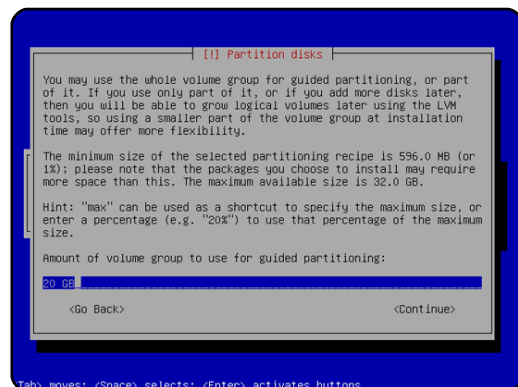 [!] Partition disks
You may use the whole volume group for guided partitioning, or part
of it. If you use only part of it, or if you add more disks later,
then you will be able to grow logical volumes later using the LVM
tools, so using a smaller part of the volume group at installation
time may offer more flexibility.
The minimum size of the selected partitioning recipe is 596.0 MB (or
1%); please note that the packages you choose to install may require
more space than this. The maximum available size is 32.0 GB.
Hint: "max" can be used as a shortcut to specify the maximum size, or
enter a percentage (e.g. "20%") to use that percentage of the maximum
size.
Amount of volume group to use for guided partitioning:
20 GB
<Go Back> <Continue>
Tab> moves; <Space> selects; <Enter> activates buttons